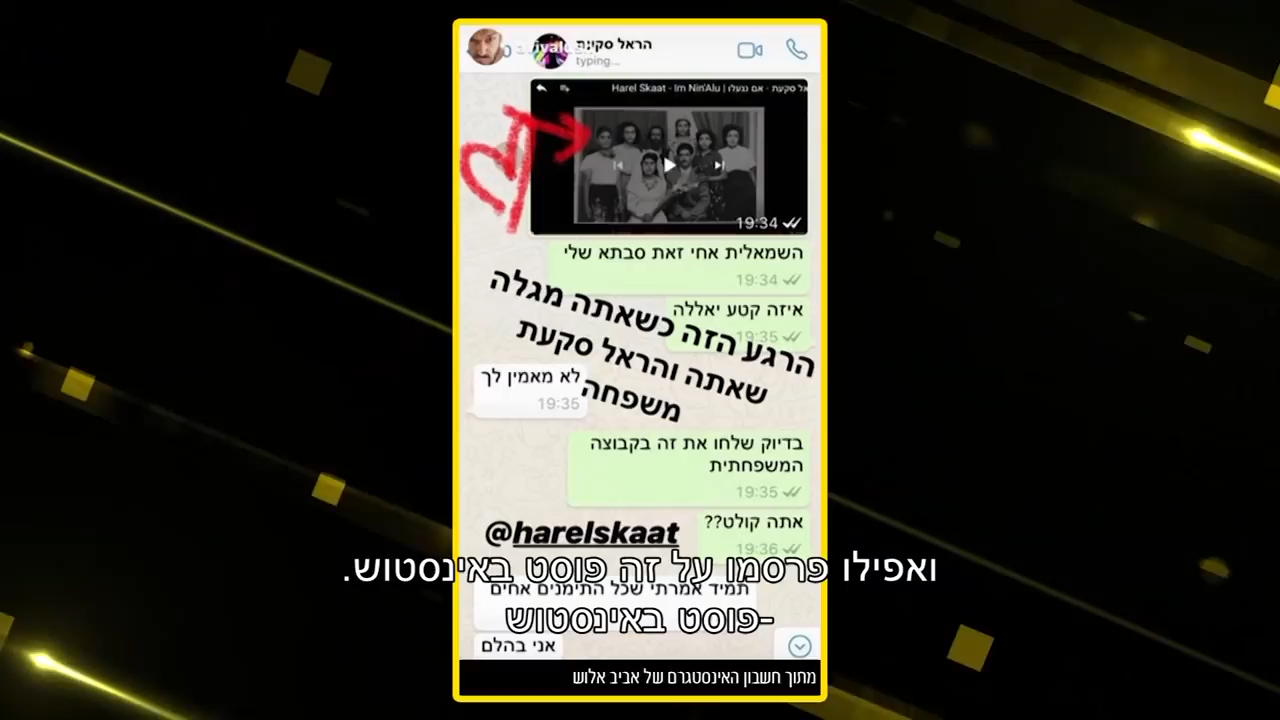 הראל סקעת
typing...
Harel Skaat - Im Nin'Alu | אל סקעת - אם ננעלו
19:34
השמאלית אחי זאת סבתא שלי
19:34
איזה קטע יאללה
19:35
הרגע הזה כשאתה מגלה
שאתה והראל סקעת
משפחה
לא מאמין לך
19:35
בדיוק שלחו את זה בקבוצה
המשפחתית
19:35
אתה קולט??
19:36
@harelskaat
תמיד אמרתי שכל התימנים אחים
אני בהלם
ואפילו פרסמו על זה פוסט באינסטוש.
-פוסט באינסטוש
מתוך חשבון האינסטגרם של אביב אלוש